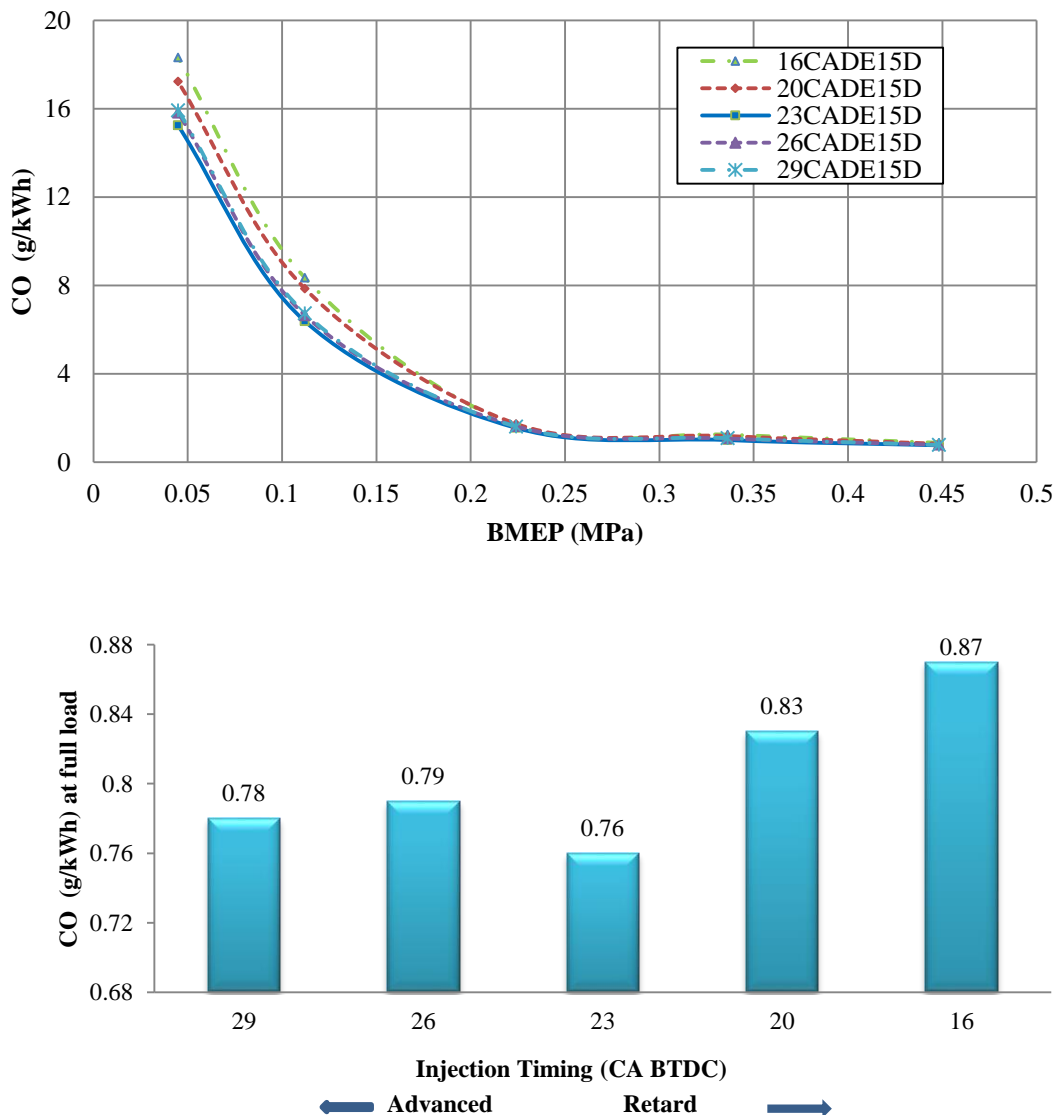 20
16
12
8
4
0
CO (g/kWh)
16CADE15D
20CADE15D
23CADE15D
26CADE15D
29CADE15D
0 0.05 0.1 0.15 0.2 0.25 0.3 0.35 0.4 0.45 0.5
BMEP (MPa)
0.88
0.84
0.8
0.76
0.72
0.68
CO (g/kWh) at full load
0.78 0.79 0.76 0.83 0.87
29 26 23 20 16
Injection Timing (CA BTDC)
Advanced Retard